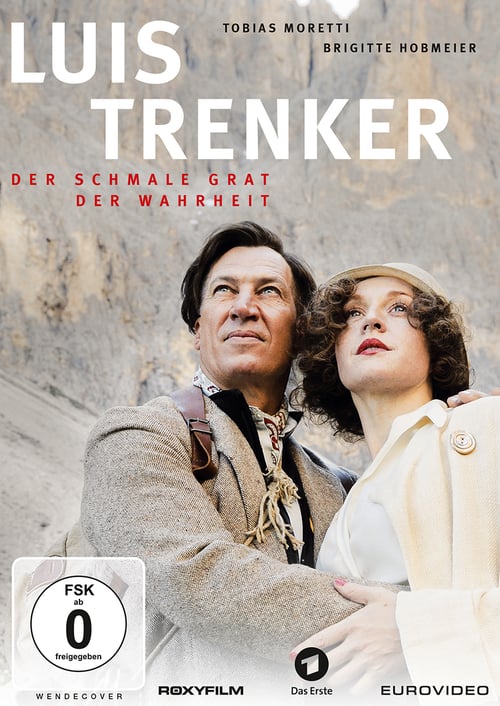 TOBIAS MORETTI
BRIGITTE HOBMEIER
LUIS
TRENKER
DER SCHMALE GRAT
DER WAHRHEIT
FSK
ab
0
freigegeben
WENDECOVER
ROXYFILM
1
Das Erste
EUROVIDEO